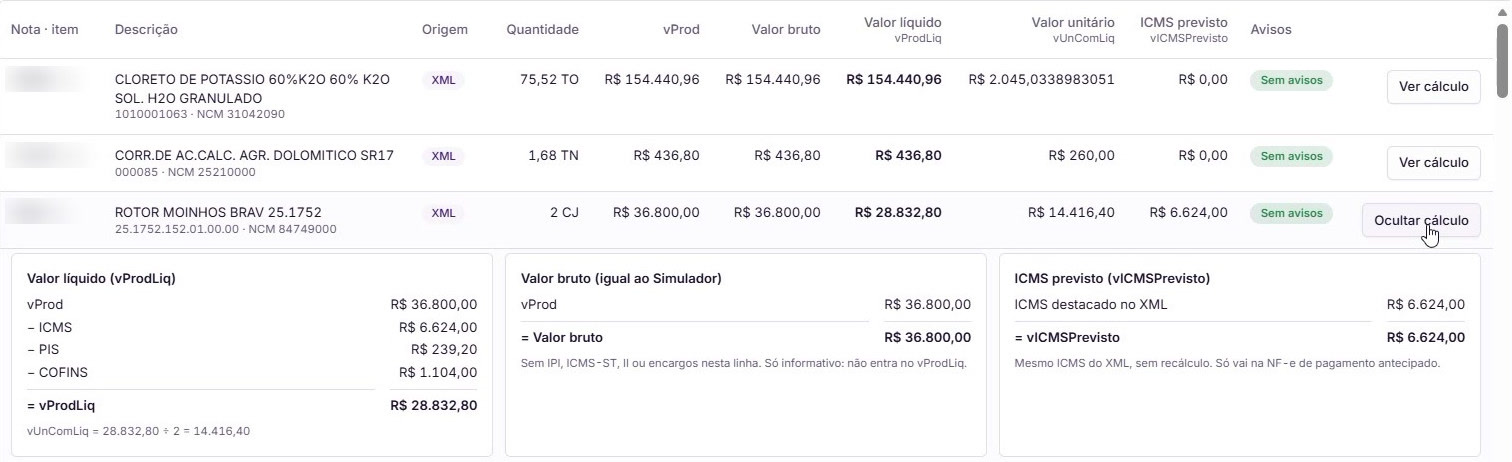 Nota · item Descrição Origem Quantidade vProd Valor bruto Valor líquido vProdLiq Valor unitário vUnComLiq ICMS previsto vICMSPrevisto Avisos
CLORETO DE POTASSIO 60%K2O 60% K2O XML 75,52 TO R$ 154.440,96 R$ 154.440,96 R$ 154.440,96 R$ 2.045,0338983051 R$ 0,00 Sem avisos Ver cálculo
SOL. H2O GRANULADO
1010001063 · NCM 31042090
CORR.DE AC.CALC. AGR. DOLOMITICO SR17 XML 1,68 TN R$ 436,80 R$ 436,80 R$ 436,80 R$ 260,00 R$ 0,00 Sem avisos Ver cálculo
000085 · NCM 25210000
ROTOR MOINHOS BRAV 25.1752 XML 2 CJ R$ 36.800,00 R$ 36.800,00 R$ 28.832,80 R$ 14.416,40 R$ 6.624,00 Sem avisos Ocultar cálculo
25.1752.152.01.00.00 · NCM 84749000
Valor líquido (vProdLiq)
vProd R$ 36.800,00
− ICMS R$ 6.624,00
− PIS R$ 239,20
− COFINS R$ 1.104,00
= vProdLiq R$ 28.832,80
vUnComLiq = 28.832,80 ÷ 2 = 14.416,40
Valor bruto (igual ao Simulador)
vProd R$ 36.800,00
= Valor bruto R$ 36.800,00
Sem IPI, ICMS-ST, II ou encargos nesta linha. Só informativo: não entra no vProdLiq.
ICMS previsto (vICMSPrevisto)
ICMS destacado no XML R$ 6.624,00
= vICMSPrevisto R$ 6.624,00
Mesmo ICMS do XML, sem recálculo. Só vai na NF-e de pagamento antecipado.